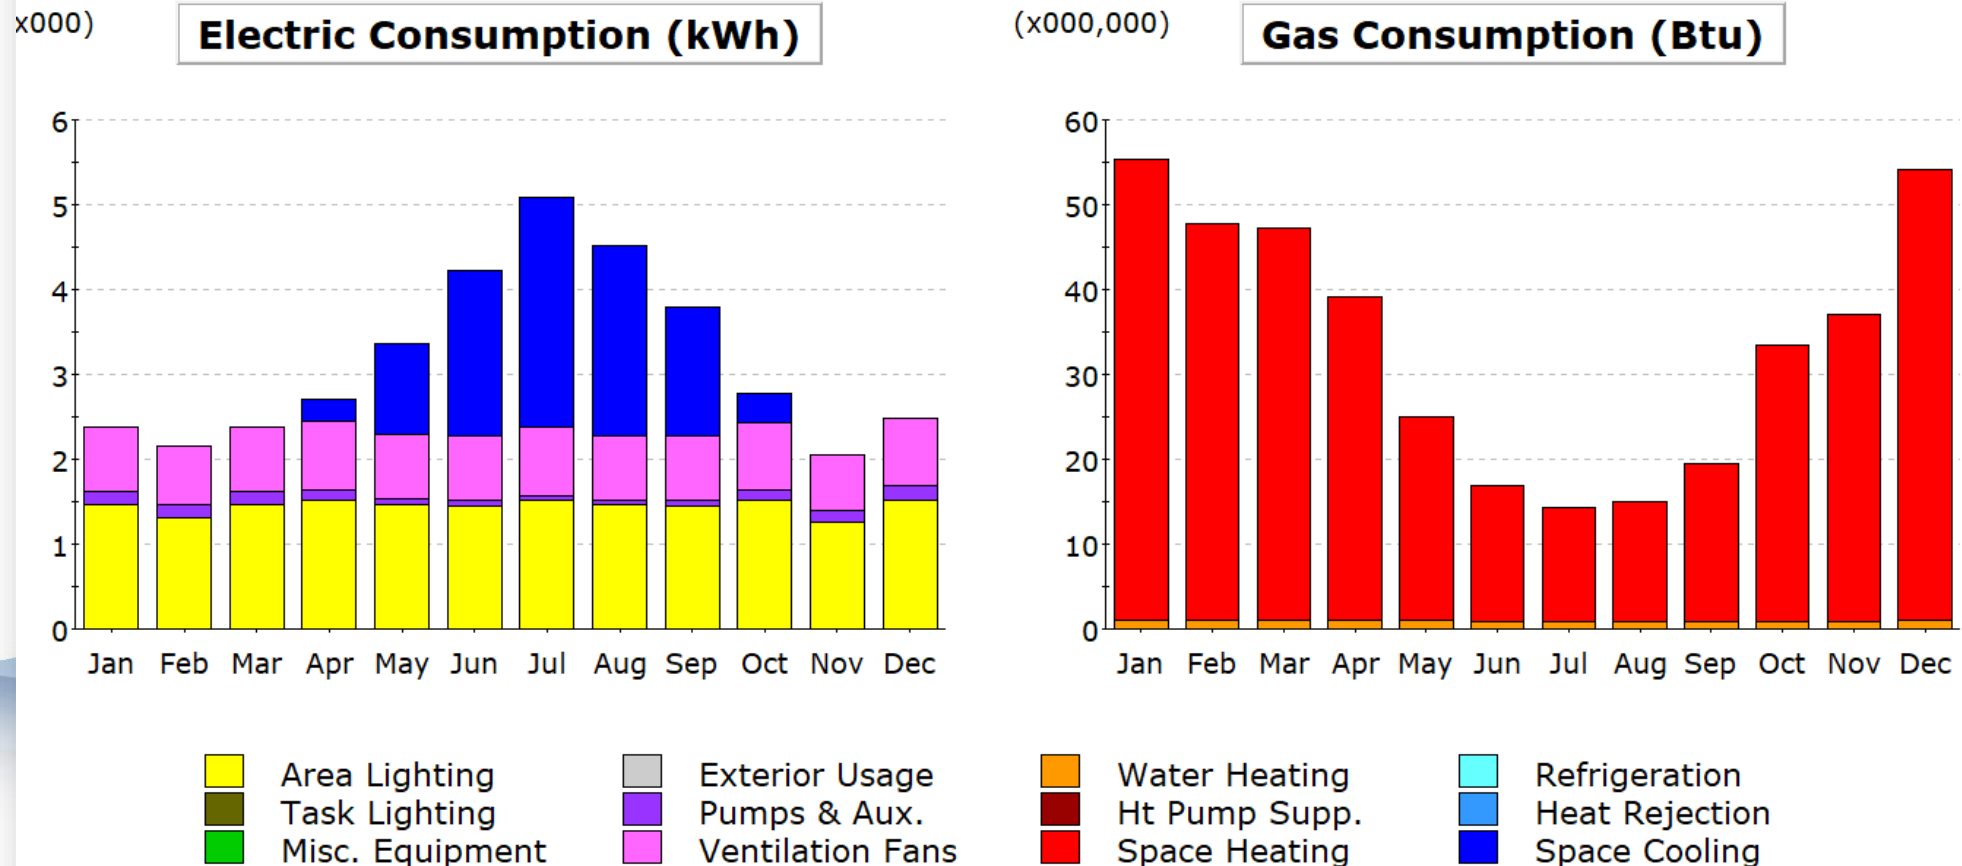 x000)
Electric Consumption (kWh)
6
5
4
3
2
1
0
Jan Feb Mar Apr May Jun Jul Aug Sep Oct Nov Dec
(x000,000)
Gas Consumption (Btu)
60
50
40
30
20
10
0
Jan Feb Mar Apr May Jun Jul Aug Sep Oct Nov Dec
Area Lighting
Task Lighting
Misc. Equipment
Exterior Usage
Pumps & Aux.
Ventilation Fans
Water Heating
Ht Pump Supp.
Space Heating
Refrigeration
Heat Rejection
Space Cooling